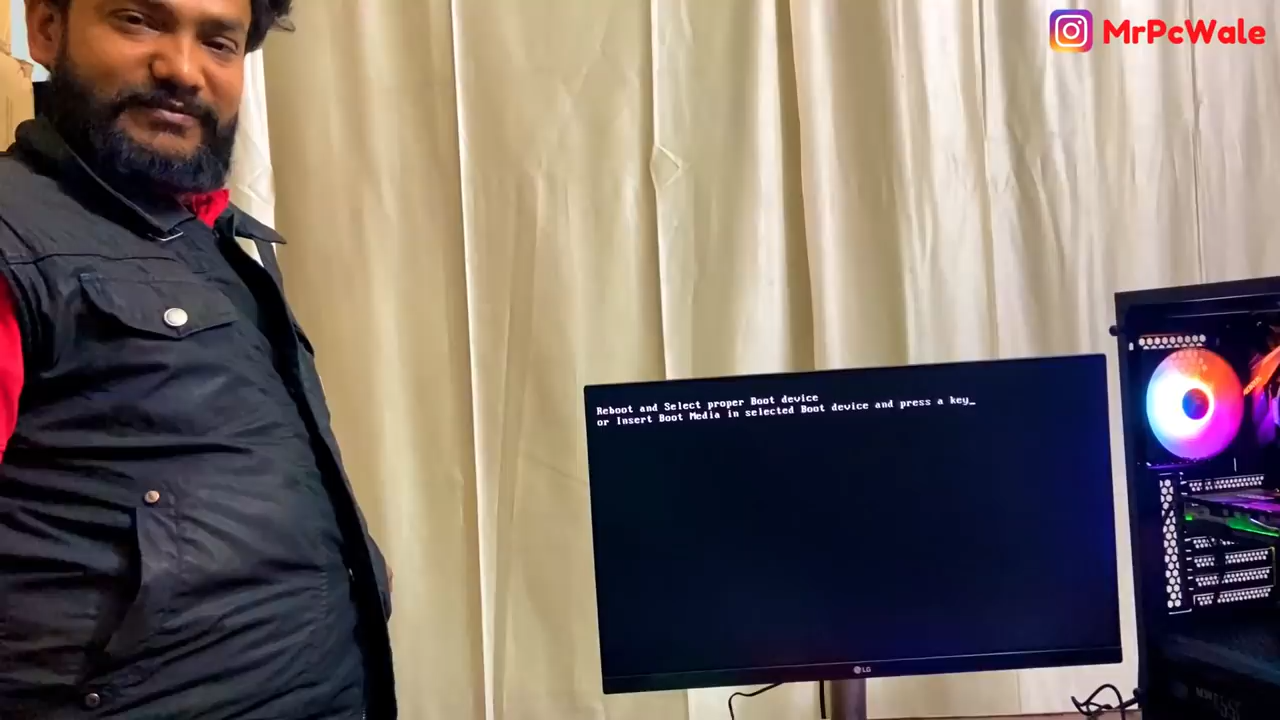 MrPcWale
Reboot and Select proper Boot device
or Insert Boot Media in selected Boot device and press a key_
LG